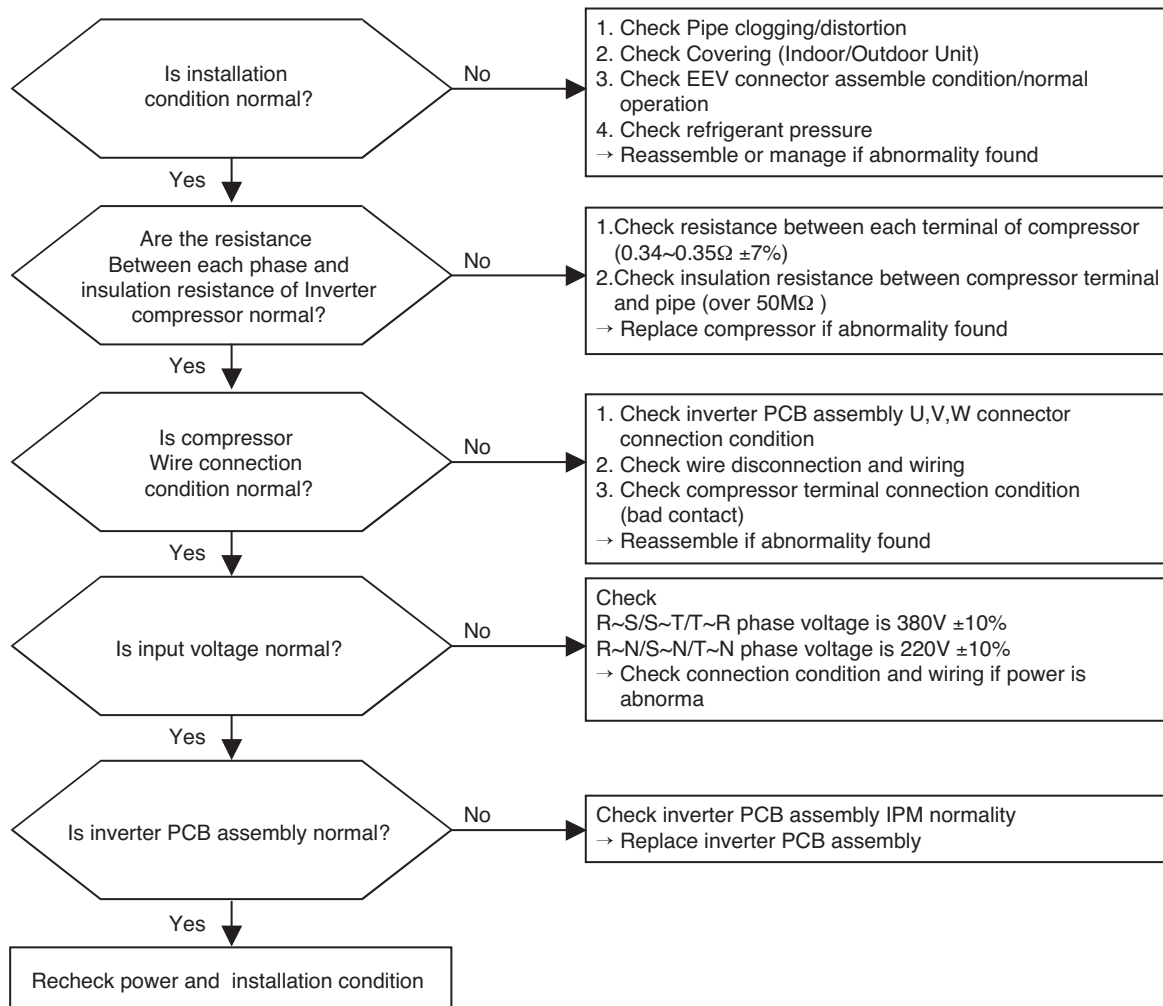 Is installation
condition normal?
No
1. Check Pipe clogging/distortion
2. Check Covering (Indoor/Outdoor Unit)
3. Check EEV connector assemble condition/normal
operation
4. Check refrigerant pressure
→ Reassemble or manage if abnormality found
Yes
Are the resistance
Between each phase and
insulation resistance of Inverter
compressor normal?
No
1.Check resistance between each terminal of compressor
(0.34~0.35Ω ±7%)
2.Check insulation resistance between compressor terminal
and pipe (over 50MΩ )
→ Replace compressor if abnormality found
Yes
Is compressor
Wire connection
condition normal?
No
1. Check inverter PCB assembly U,V,W connector
connection condition
2. Check wire disconnection and wiring
3. Check compressor terminal connection condition
(bad contact)
→ Reassemble if abnormality found
Yes
Is input voltage normal?
No
Check
R~S/S~T/T~R phase voltage is 380V ±10%
R~N/S~N/T~N phase voltage is 220V ±10%
→ Check connection condition and wiring if power is
abnorma
Yes
Is inverter PCB assembly normal?
No
Check inverter PCB assembly IPM normality
→ Replace inverter PCB assembly
Yes
Recheck power and  installation condition